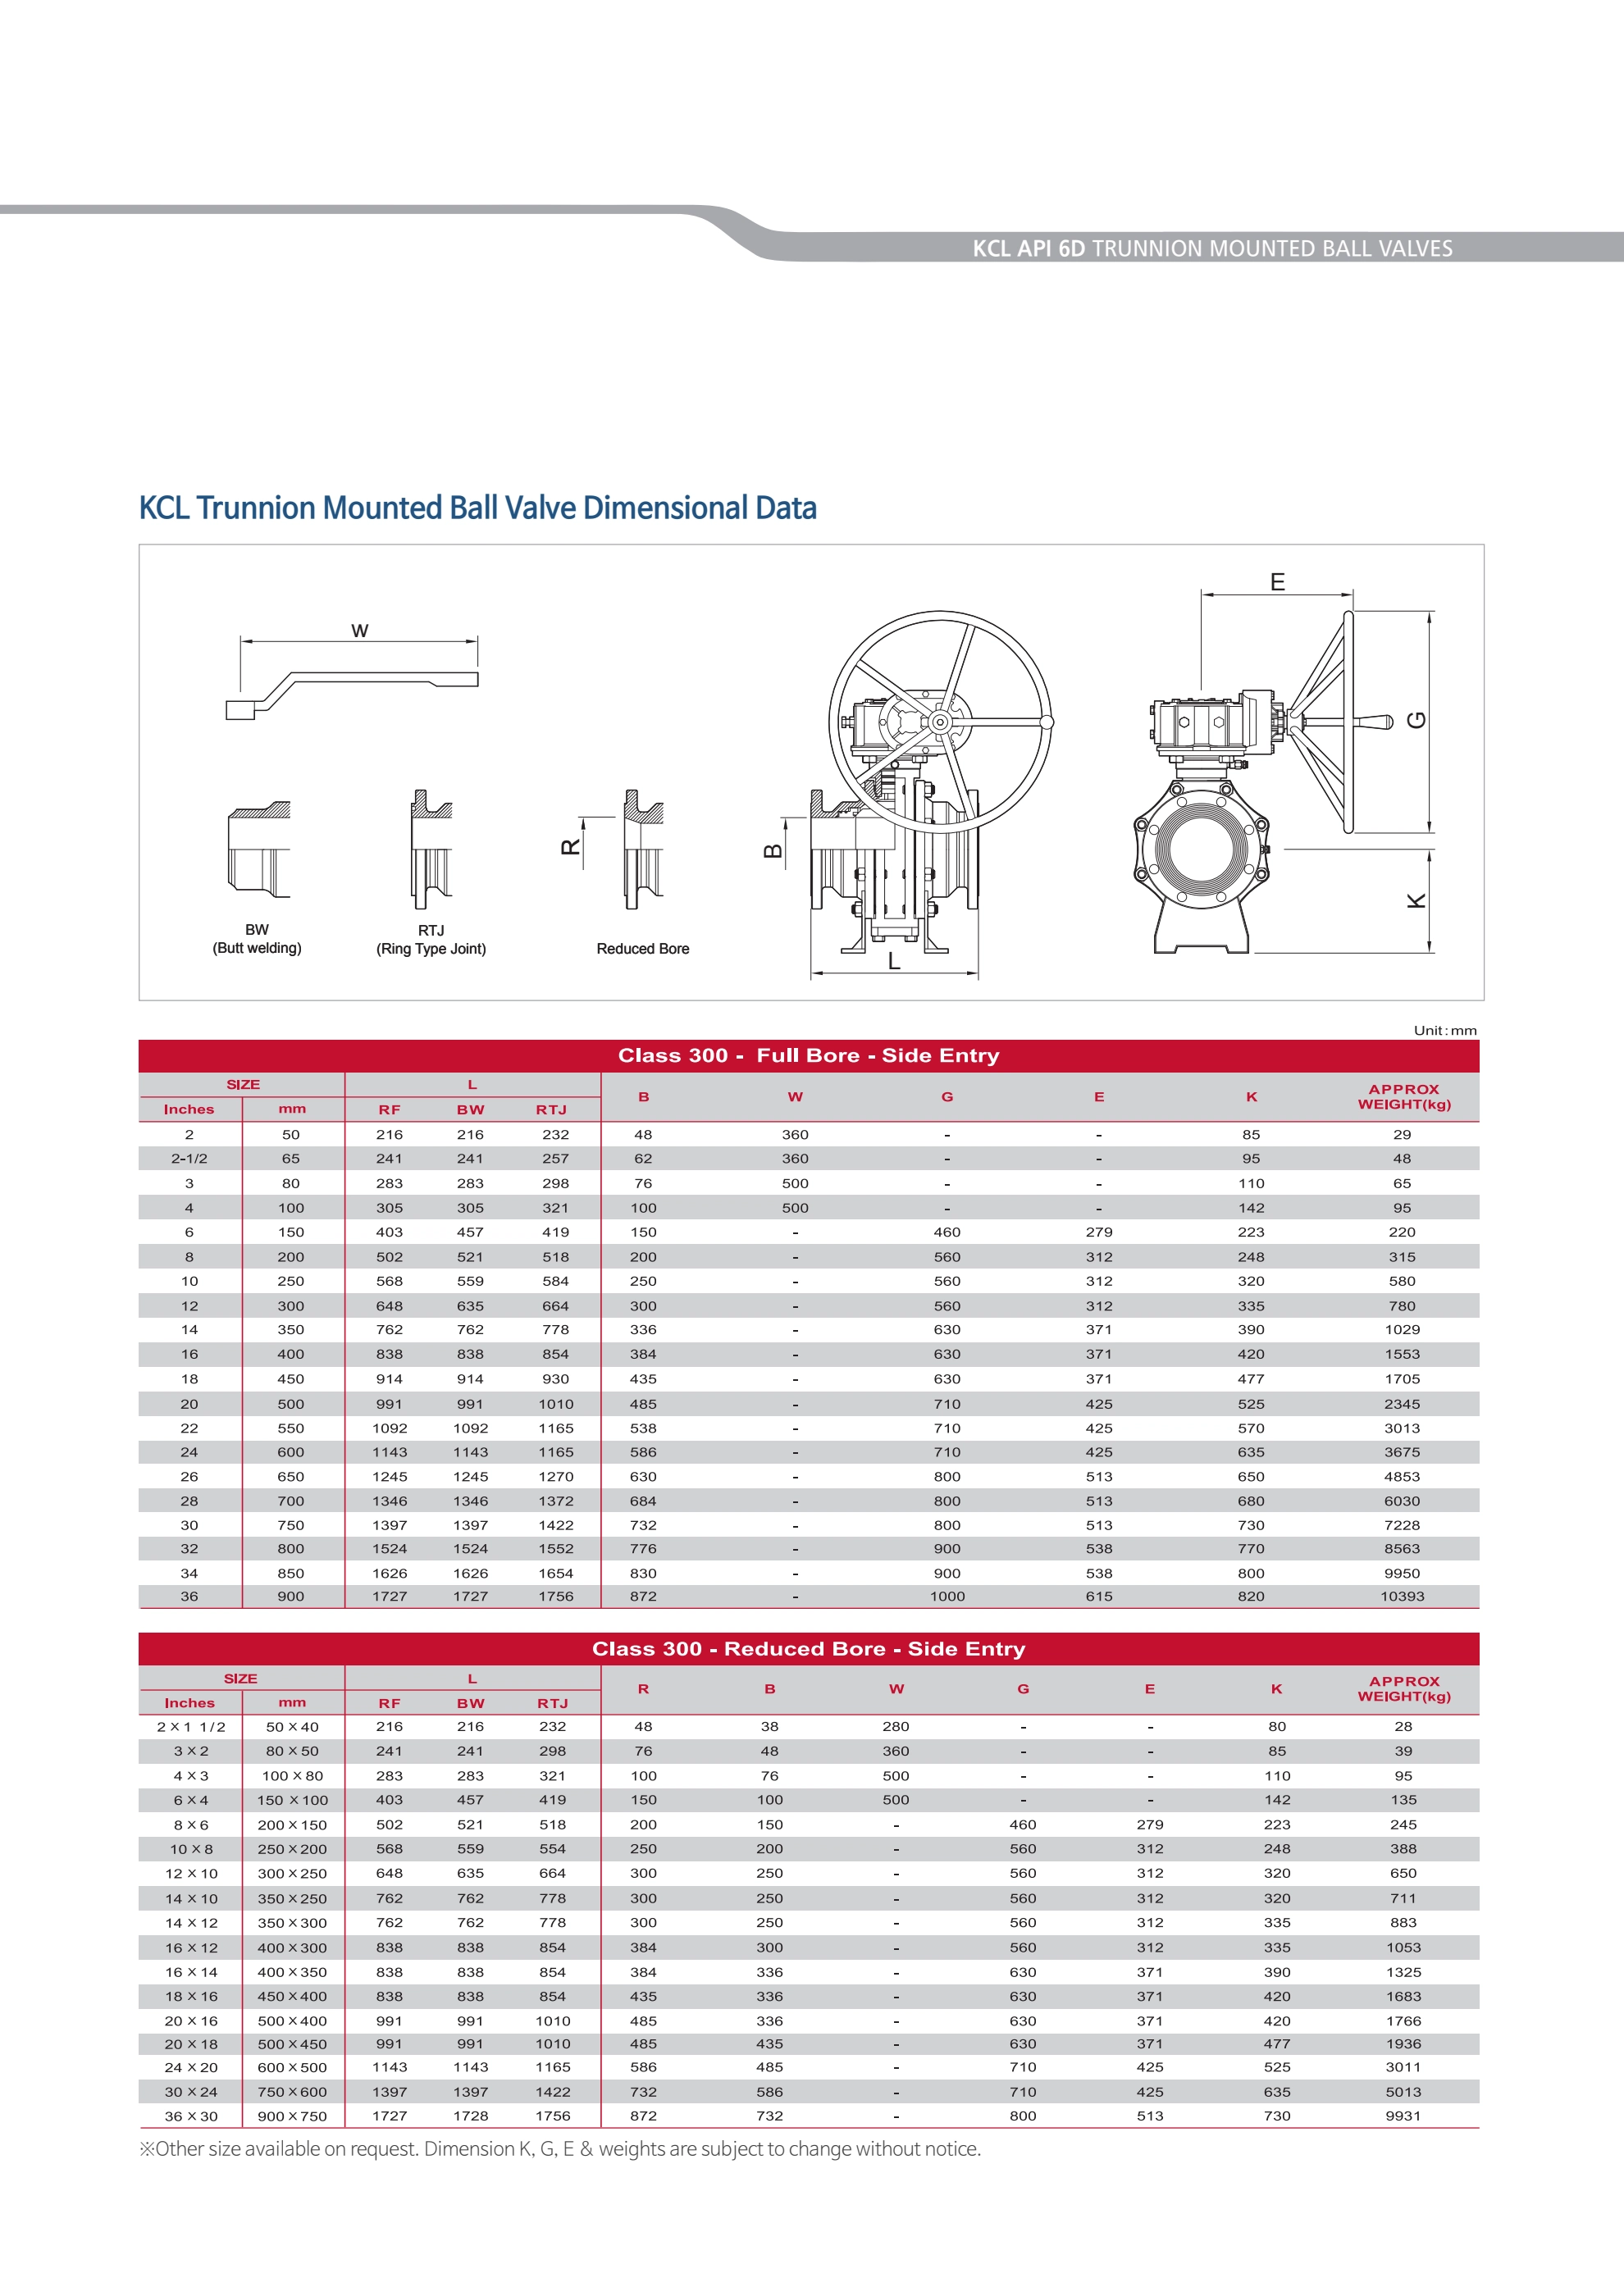 KCL API 6D TRUNNION MOUNTED BALL VALVES
KCL Trunnion Mounted Ball Valve Dimensional Data
W
E
G
R
B
K
L
BW
(Butt welding)
RTJ
(Ring Type Joint)
Reduced Bore
Unit : mm
Class 300 - Full Bore - Side Entry
SIZE L B W G E K APPROX WEIGHT(kg)
Inches mm RF BW RTJ
2 50 216 216 232 48 360 - - 85 29
2-1/2 65 241 241 257 62 360 - - 95 48
3 80 283 283 298 76 500 - - 110 65
4 100 305 305 321 100 500 - - 142 95
6 150 403 457 419 150 - 460 279 223 220
8 200 502 521 518 200 - 560 312 248 315
10 250 568 559 584 250 - 560 312 320 580
12 300 648 635 664 300 - 560 312 335 780
14 350 762 762 778 336 - 630 371 390 1029
16 400 838 838 854 384 - 630 371 420 1553
18 450 914 914 930 435 - 630 371 477 1705
20 500 991 991 1010 485 - 710 425 525 2345
22 550 1092 1092 1165 538 - 710 425 570 3013
24 600 1143 1143 1165 586 - 710 425 635 3675
26 650 1245 1245 1270 630 - 800 513 650 4853
28 700 1346 1346 1372 684 - 800 513 680 6030
30 750 1397 1397 1422 732 - 800 513 730 7228
32 800 1524 1524 1552 776 - 900 538 770 8563
34 850 1626 1626 1654 830 - 900 538 800 9950
36 900 1727 1727 1756 872 - 1000 615 820 10393
Class 300 - Reduced Bore - Side Entry
SIZE L R B W G E K APPROX WEIGHT(kg)
Inches mm RF BW RTJ
2 × 1 1/2 50 × 40 216 216 232 48 38 280 - - 80 28
3 × 2 80 × 50 241 241 298 76 48 360 - - 85 39
4 × 3 100 × 80 283 283 321 100 76 500 - - 110 95
6 × 4 150 × 100 403 457 419 150 100 500 - - 142 135
8 × 6 200 × 150 502 521 518 200 150 - 460 279 223 245
10 × 8 250 × 200 568 559 554 250 200 - 560 312 248 388
12 × 10 300 × 250 648 635 664 300 250 - 560 312 320 650
14 × 10 350 × 250 762 762 778 300 250 - 560 312 320 711
14 × 12 350 × 300 762 762 778 300 250 - 560 312 335 883
16 × 12 400 × 300 838 838 854 384 300 - 560 312 335 1053
16 × 14 400 × 350 838 838 854 384 336 - 630 371 390 1325
18 × 16 450 × 400 838 838 854 435 336 - 630 371 420 1683
20 × 16 500 × 400 991 991 1010 485 336 - 630 371 420 1766
20 × 18 500 × 450 991 991 1010 485 435 - 630 371 477 1936
24 × 20 600 × 500 1143 1143 1165 586 485 - 710 425 525 3011
30 × 24 750 × 600 1397 1397 1422 732 586 - 710 425 635 5013
36 × 30 900 × 750 1727 1728 1756 872 732 - 800 513 730 9931
※Other size available on request. Dimension K, G, E & weights are subject to change without notice.